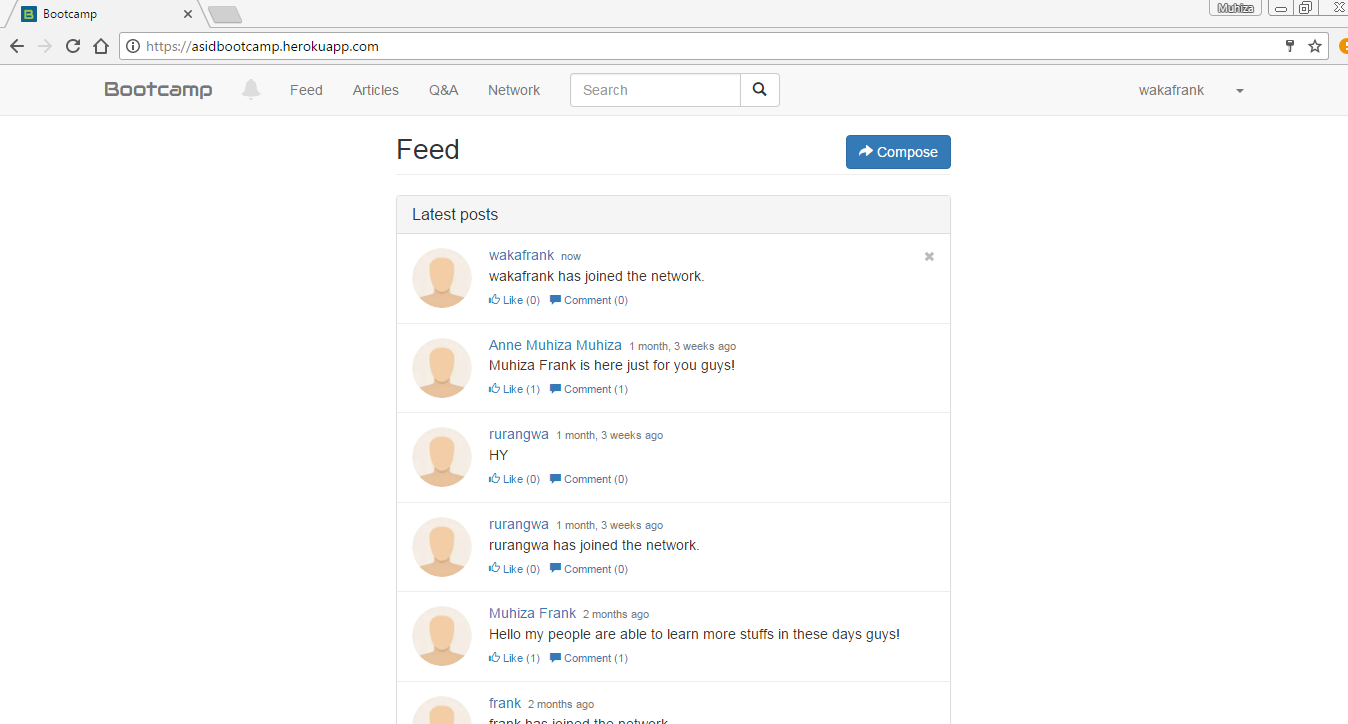 Bootcamp
Muhiza
https://asidbootcamp.herokuapp.com
Bootcamp Feed Articles Q&A Network Search wakafrank
Feed
Compose
Latest posts
wakafrank now
wakafrank has joined the network.
Like (0) Comment (0)
Anne Muhiza Muhiza 1 month, 3 weeks ago
Muhiza Frank is here just for you guys!
Like (1) Comment (1)
rurangwa 1 month, 3 weeks ago
HY
Like (0) Comment (0)
rurangwa 1 month, 3 weeks ago
rurangwa has joined the network.
Like (0) Comment (0)
Muhiza Frank 2 months ago
Hello my people are able to learn more stuffs in these days guys!
Like (1) Comment (1)
frank 2 months ago
frank has joined the network